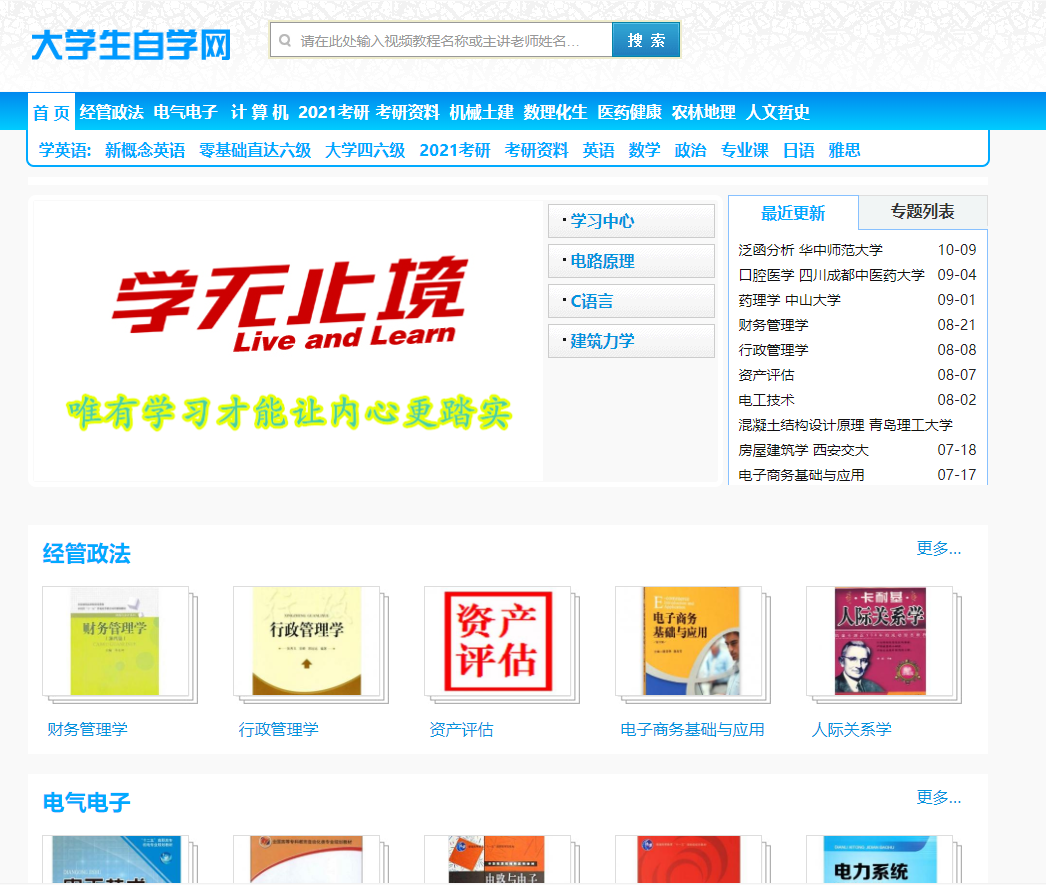 大学生自学网
请在此处输入视频教程名称或主讲老师姓名...
搜 索
首 页 经管政法 电气电子 计 算 机 2021考研 考研资料 机械土建 数理化生 医药健康 农林地理 人文哲史
学英语: 新概念英语 零基础直达六级 大学四六级 2021考研 考研资料 英语 数学 政治 专业课 日语 雅思
学无止境
Live and Learn
唯有学习才能让内心更踏实
· 学习中心
· 电路原理
· C语言
· 建筑力学
最近更新 专题列表
泛函分析 华中师范大学 10-09
口腔医学 四川成都中医药大学 09-04
药理学 中山大学 09-01
财务管理学 08-21
行政管理学 08-08
资产评估 08-07
电工技术 08-02
混凝土结构设计原理 青岛理工大学
房屋建筑学 西安交大 07-18
电子商务基础与应用 07-17
经管政法 更多...
财务管理学
行政管理学
资产
评估
电子商务
基础与应用
卡耐基
人际关系学
财务管理学 行政管理学 资产评估 电子商务基础与应用 人际关系学
电气电子 更多...
电力系统